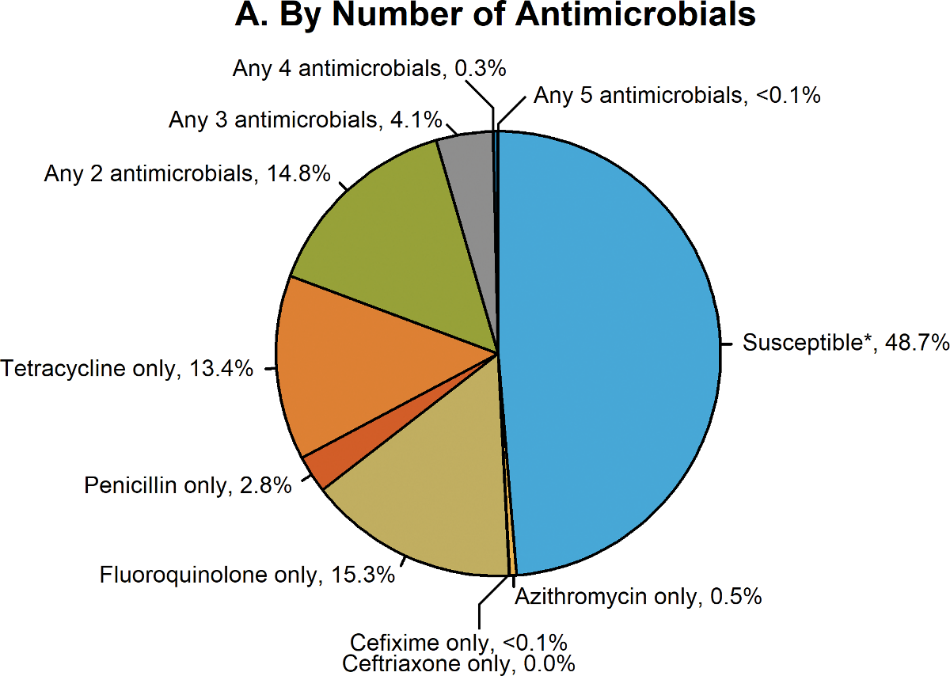 A. By Number of Antimicrobials
Any 4 antimicrobials, 0.3%
Any 5 antimicrobials, <0.1%
Any 3 antimicrobials, 4.1%
Any 2 antimicrobials, 14.8%
Susceptible*, 48.7%
Tetracycline only, 13.4%
Penicillin only, 2.8%
Fluoroquinolone only, 15.3%
Azithromycin only, 0.5%
Cefixime only, <0.1%
Ceftriaxone only, 0.0%